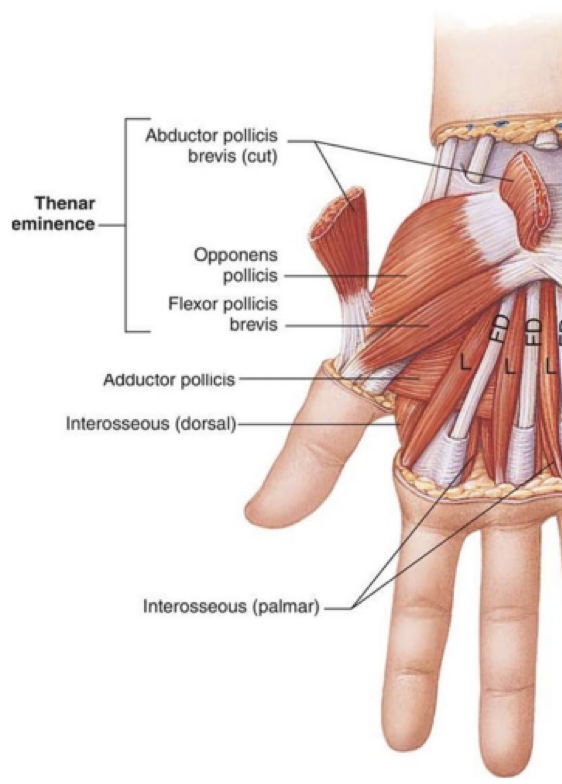 Abductor pollicis
brevis (cut)
Thenar
eminence
Opponens
pollicis
Flexor pollicis
brevis
FD
FD
FD
L
L
L
Adductor pollicis
Interosseous (dorsal)
Interosseous (palmar)